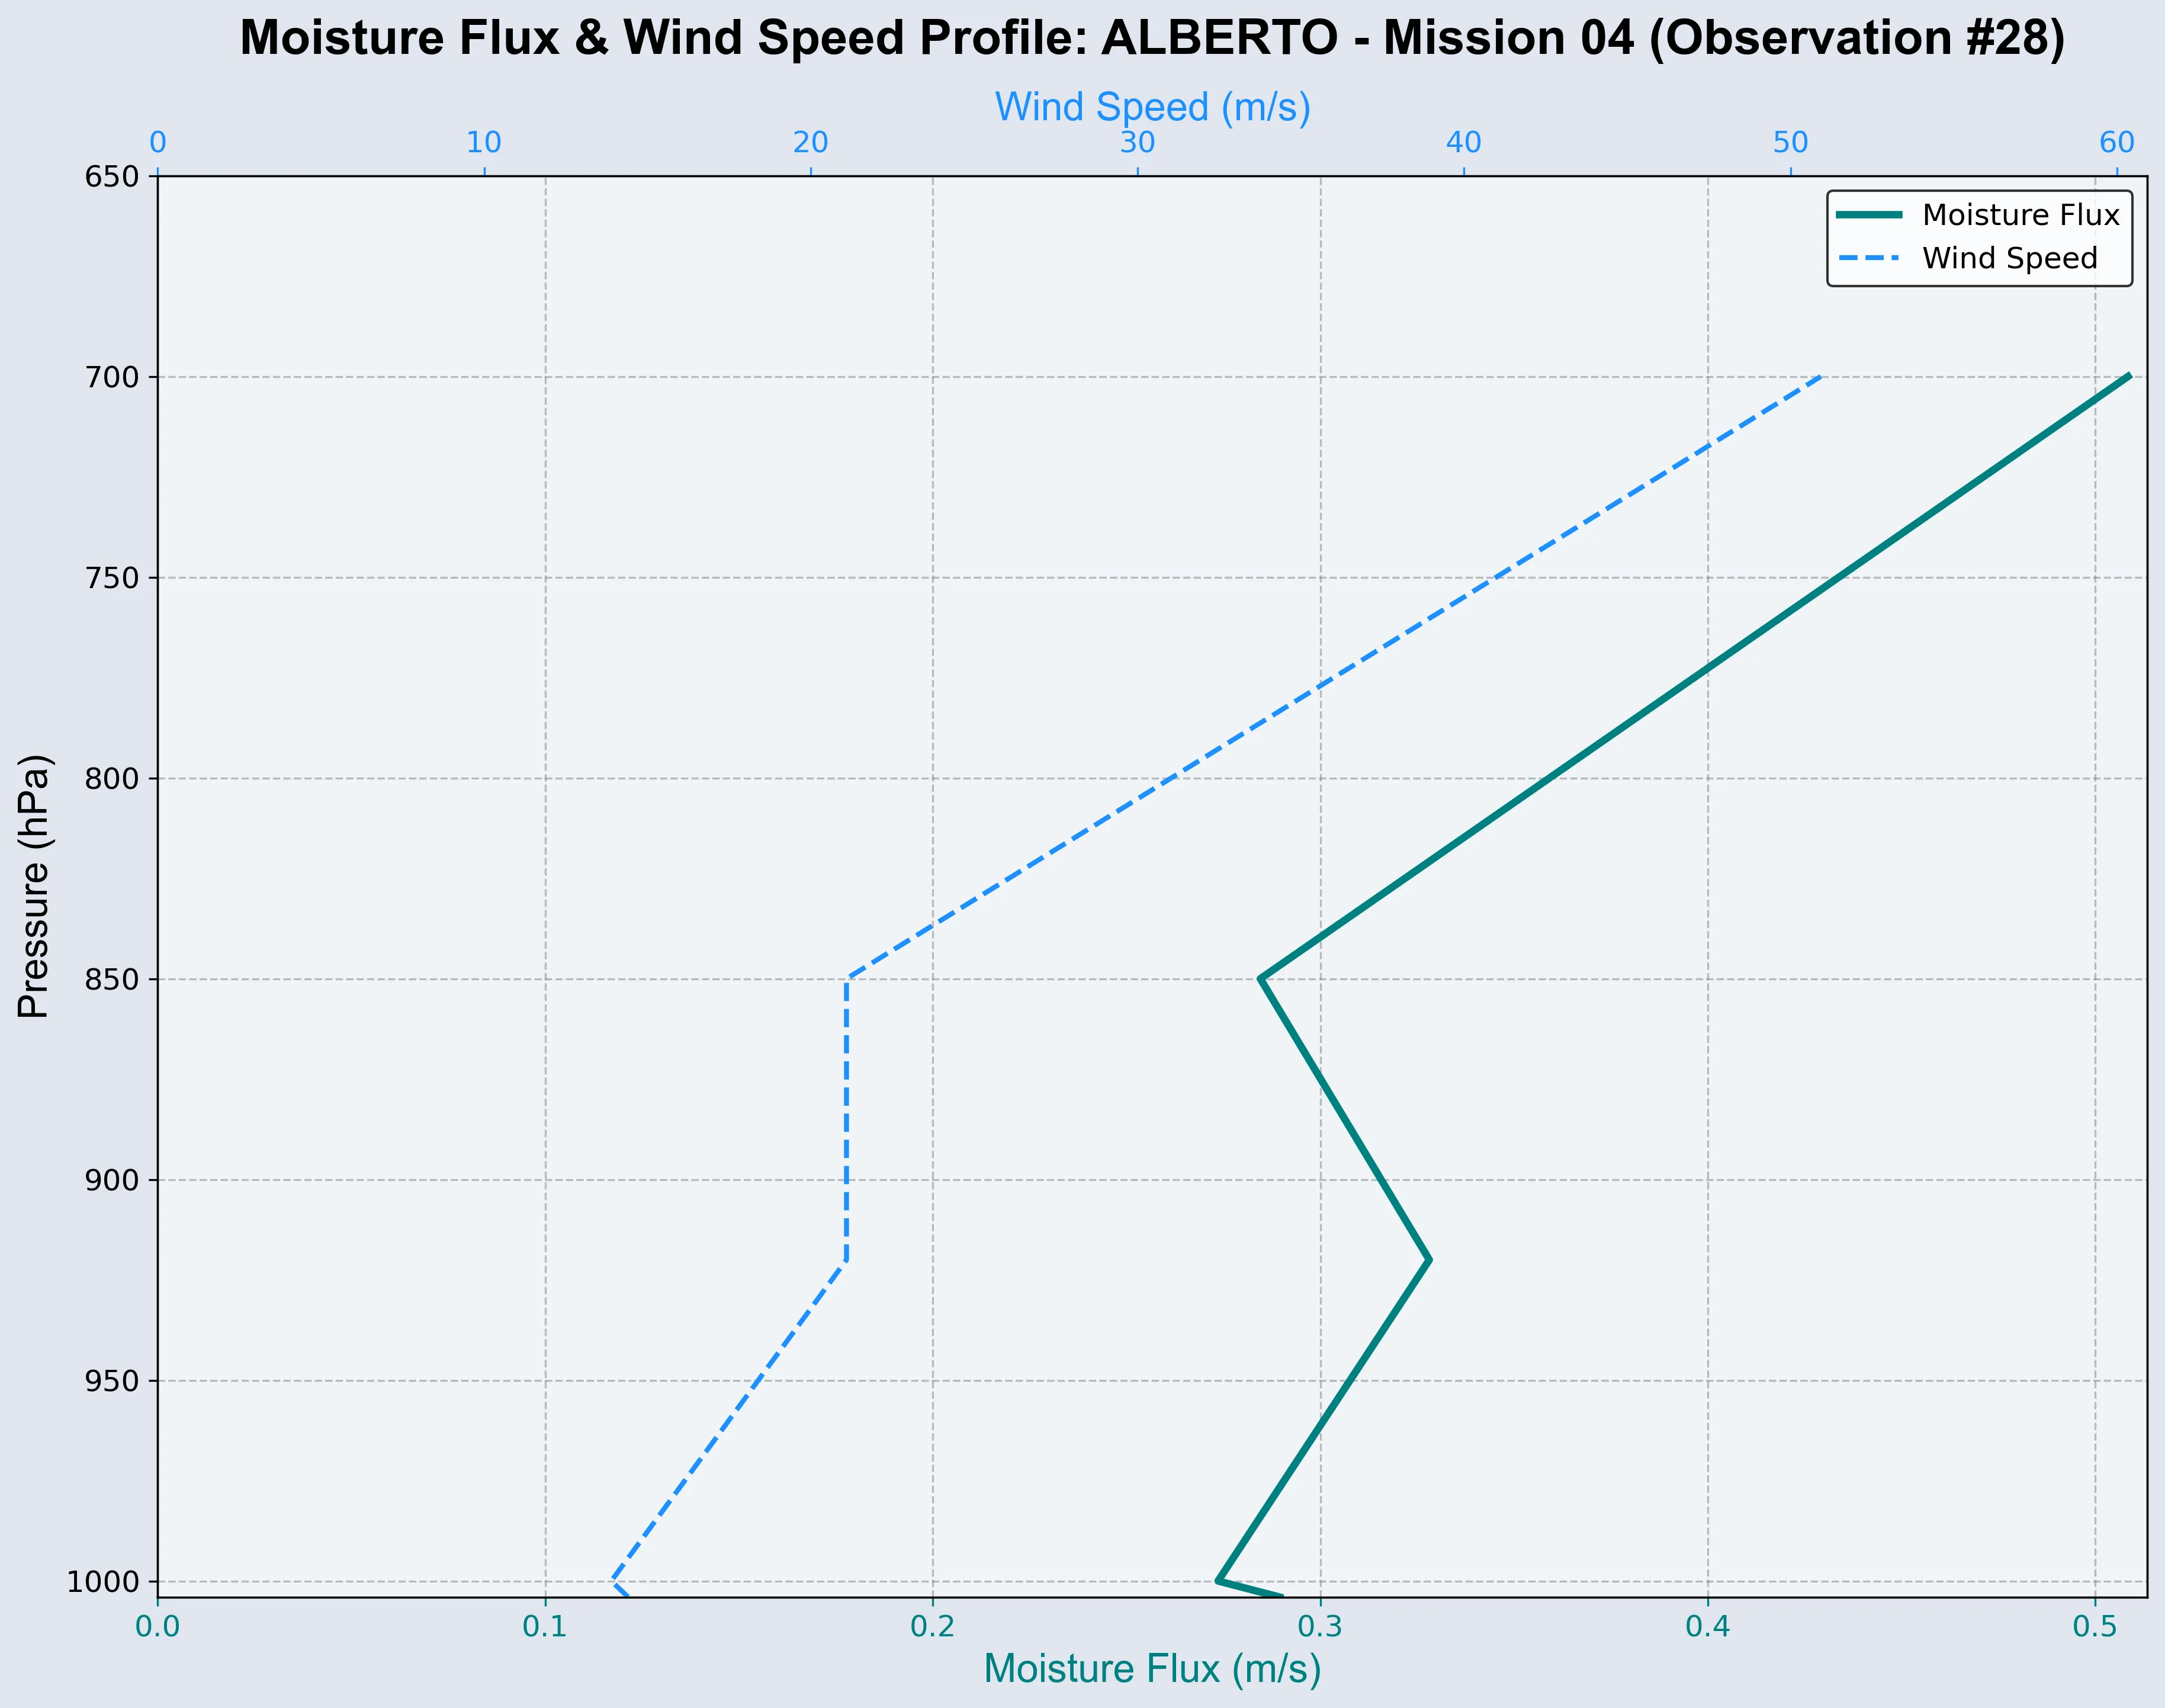 Moisture Flux & Wind Speed Profile: ALBERTO - Mission 04 (Observation #28)
Wind Speed (m/s)
0 10 20 30 40 50 60
Moisture Flux
Wind Speed
650
700
750
800
850
900
950
1000
Pressure (hPa)
0.0 0.1 0.2 0.3 0.4 0.5
Moisture Flux (m/s)